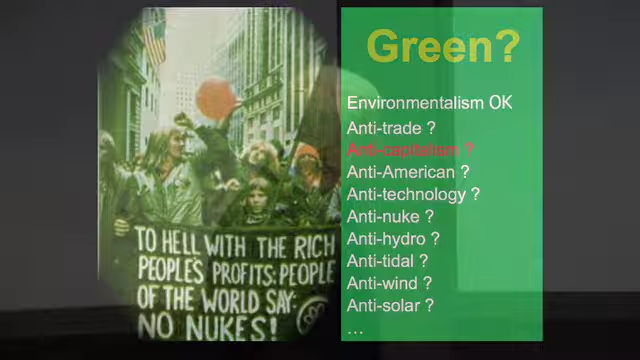 Green?
Environmentalism OK
Anti-trade ?
Anti-capitalism ?
Anti-American ?
Anti-technology ?
Anti-nuke ?
Anti-hydro ?
Anti-tidal ?
Anti-wind ?
Anti-solar ?
…
TO HELL WITH THE RICH
PEOPLE'S PROFITS: PEOPLE
OF THE WORLD SAY:
NO NUKES!